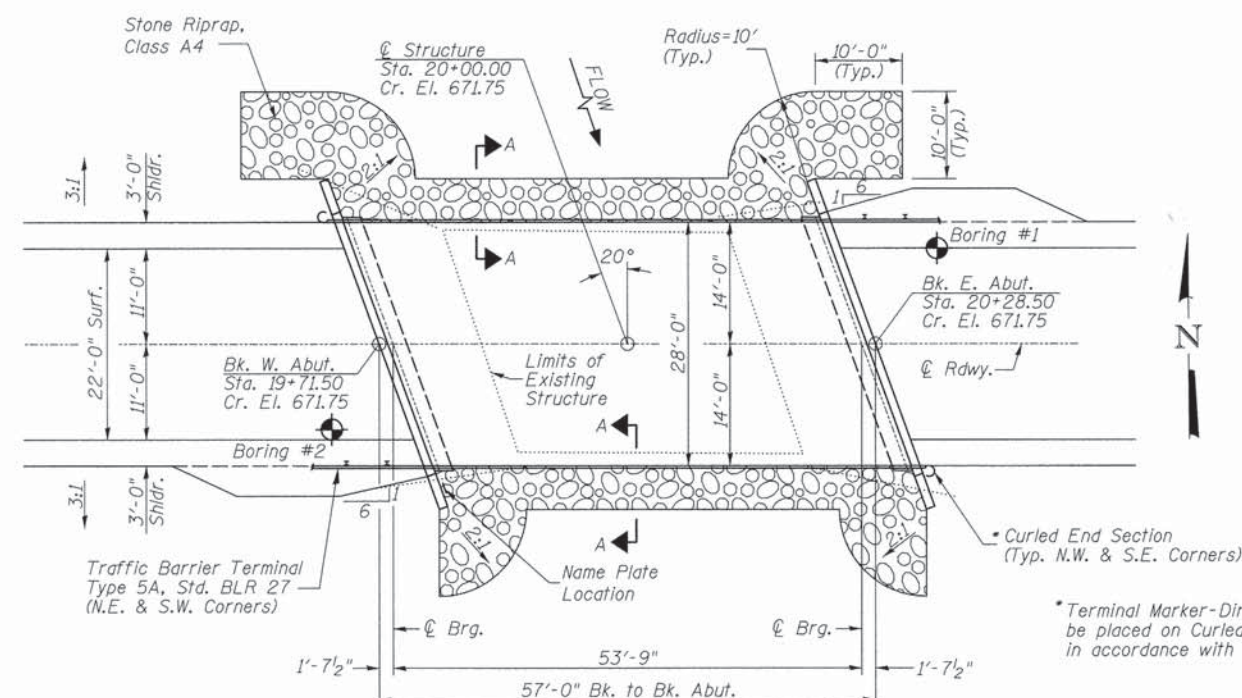 Stone Riprap,
Class A4
℄ Structure
Sta. 20+00.00
Cr. El. 671.75
FLOW
Radius=10'
(Typ.)
10'-0"
(Typ.)
10'-0"
(Typ.)
A
A
2:1
2:1
3:1
3'-0"
Shldr.
6
1
C
Boring #1
20°
Bk. E. Abut.
Sta. 20+28.50
Cr. El. 671.75
22'-0" Surf.
11'-0"
11'-0"
Bk. W. Abut.
Sta. 19+71.50
Cr. El. 671.75
Limits of
Existing
Structure
28'-0"
14'-0"
14'-0"
℄ Rdwy.
N
Boring #2
A
A
3:1
3'-0"
Shldr.
1
6
2:1
2:1
Traffic Barrier Terminal
Type 5A, Std. BLR 27
(N.E. & S.W. Corners)
Name Plate
Location
* Curled End Section
(Typ. N.W. & S.E. Corners)
* Terminal Marker-Dir
be placed on Curled
in accordance with
℄ Brg.
℄ Brg.
1'-7½"
53'-9"
1'-7½"
57'-0" Bk. to Bk. Abut.